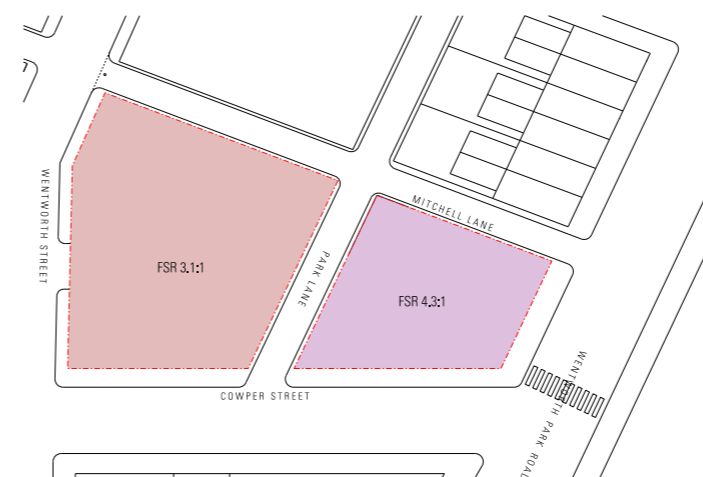 MITCHELL LANE
WENTWORTH STREET
PARK LANE
FSR 3.1:1
FSR 4.3:1
COWPER STREET
WENTWORTH PARK ROAD